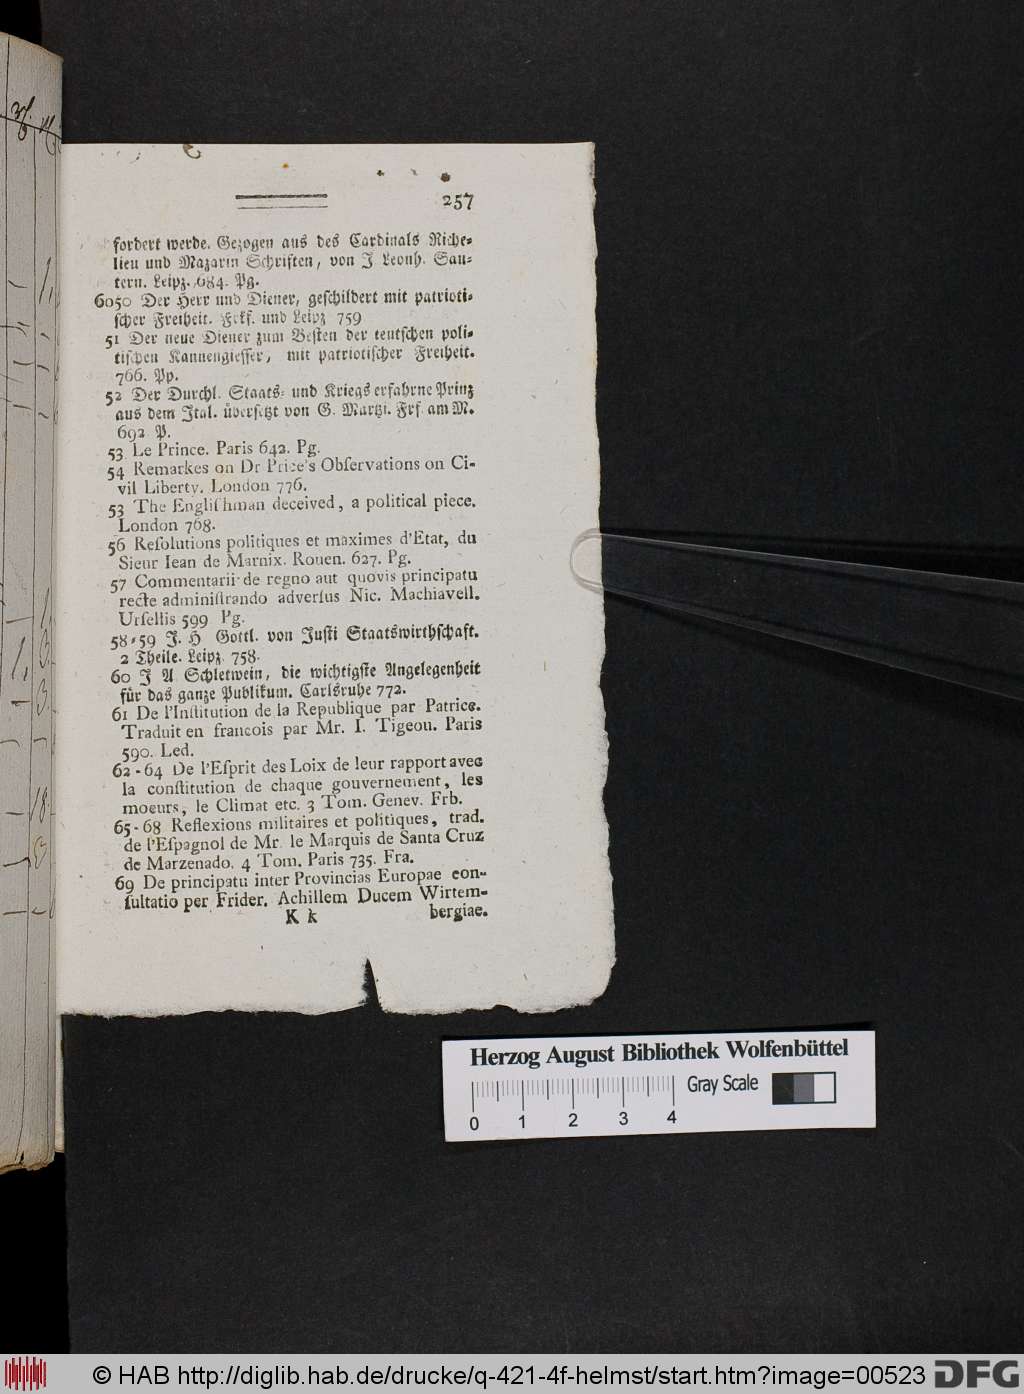 257
fordert werde. Gezogen aus des Cardinals Riche⸗
lieu und Mazarin Schriften, von J Leonh. Sau⸗
tern. Leipz. 684. Pg.
6050 Der Herr und Diener, geschildert mit patrioti⸗
scher Freiheit. Frkf. und Leipz 759
51 Der neue Diener zum Besten der teutschen poli⸗
tischen Kannengiesser, mit patriotischer Freiheit.
766. Pp.
52 Der Durchl. Staats⸗ und Kriegs erfahrne Prinz
aus dem Ital. übersetzt von G. Martzi. Frf am M.
692 P.
53 Le Prince. Paris 642. Pg.
54 Remarkes on Dr Price's Obſervations on Ci-
vil Liberty. London 776.
53 The Engliſhman deceived, a political piece.
London 768.
56 Reſolutions politiques et maximes d'Etat, du
Sieur Iean de Marnix. Rouen. 627. Pg.
57 Commentarii de regno aut quovis principatu
recte adminiſtrando adverſus Nic. Machiavell.
Urſellis 599 Pg.
58⸗59 J. H Gottl. von Justi Staatswirthschaft.
2 Theile. Leipz. 758.
60 J A Schletwein, die wichtigste Angelegenheit
für das ganze Publikum. Carlsruhe 772.
61 De l'Inſtitution de la Republique par Patrice.
Traduit en francois par Mr. I. Tigeou. Paris
590. Led.
62-64 De l'Eſprit des Loix de leur rapport avec
la conſtitution de chaque gouvernement, les
moeurs, le Climat etc. 3 Tom. Genev. Frb.
65-68 Reflexions militaires et politiques, trad.
de l'Eſpagnol de Mr. le Marquis de Santa Cruz
de Marzenado. 4 Tom. Paris 735. Fra.
69 De principatu inter Provincias Europae con-
ſultatio per Frider. Achillem Ducem Wirtem-
K k bergiae.
Herzog August Bibliothek Wolfenbüttel
Gray Scale
0 1 2 3 4
© HAB http://diglib.hab.de/drucke/q-421-4f-helmst/start.htm?image=00523
DFG